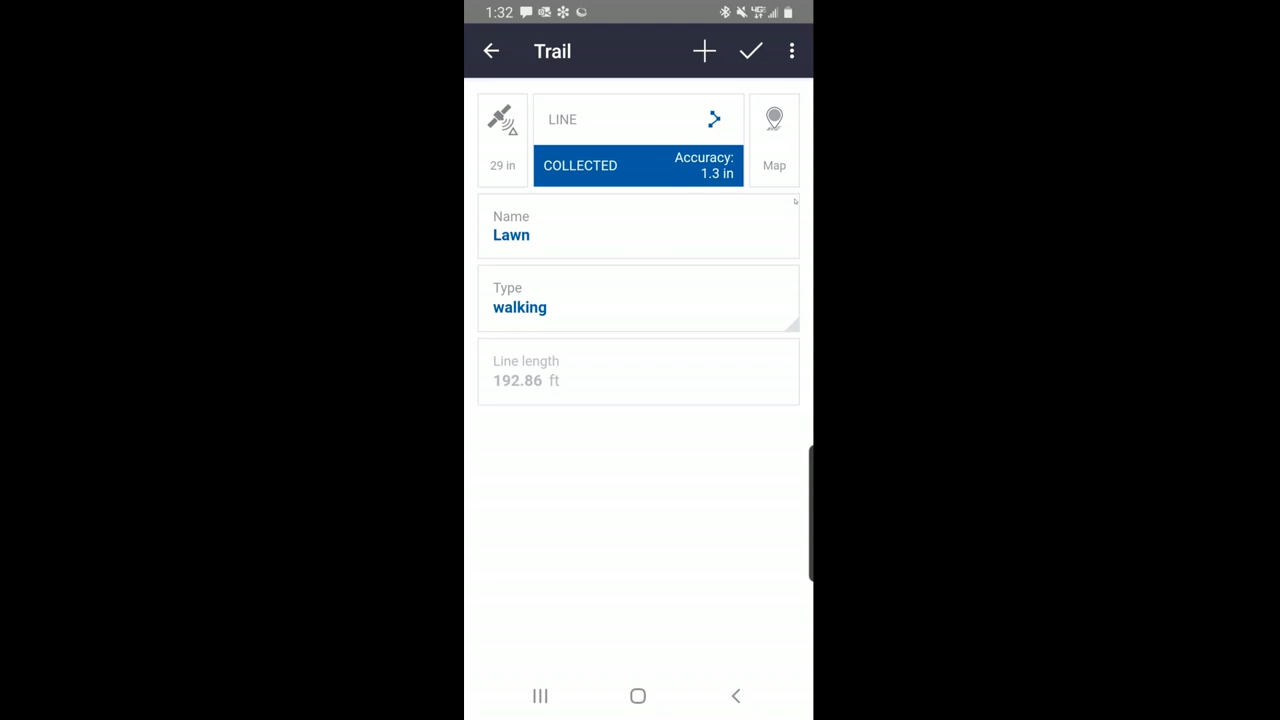 1:32
Trail
29 in
LINE
COLLECTED
Accuracy:
1.3 in
Map
Name
Lawn
Type
walking
Line length
192.86 ft